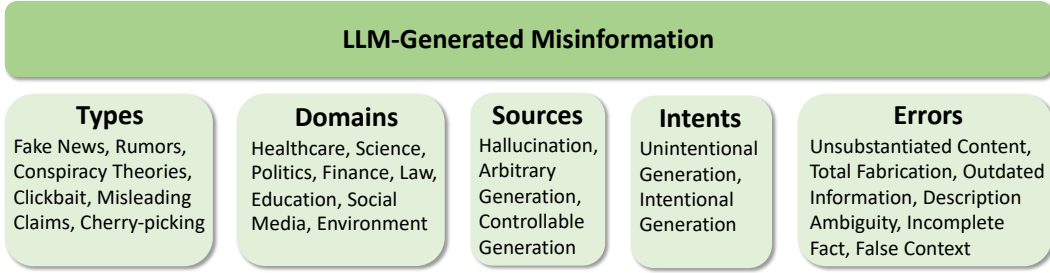 LLM-Generated Misinformation
Types
Fake News, Rumors,
Conspiracy Theories,
Clickbait, Misleading
Claims, Cherry-picking
Domains
Healthcare, Science,
Politics, Finance, Law,
Education, Social
Media, Environment
Sources
Hallucination,
Arbitrary
Generation,
Controllable
Generation
Intents
Unintentional
Generation,
Intentional
Generation
Errors
Unsubstantiated Content,
Total Fabrication, Outdated
Information, Description
Ambiguity, Incomplete
Fact, False Context